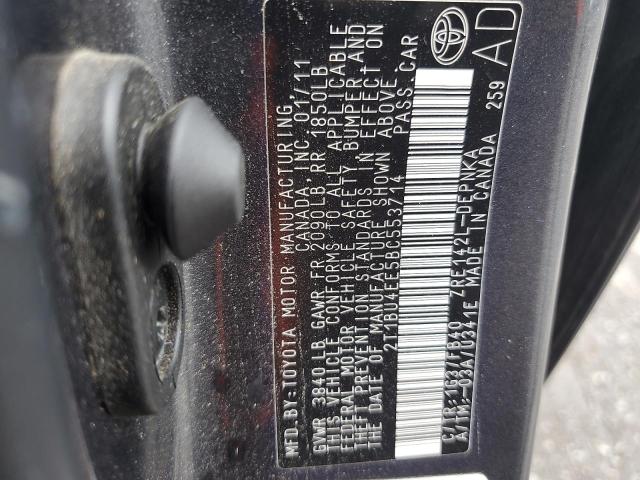 MFD.BY:TOYOTA MOTOR MANUFACTURING,
CANADA, INC. 01/11
GVWR 3840LB GAWR FR 2090LB RR 1850LB
THIS VEHICLE CONFORMS TO ALL APPLICABLE
FEDERAL MOTOR VEHICLE SAFETY, BUMPER AND
THEFT PREVENTION STANDARDS IN EFFECT ON
THE DATE OF MANUFACTURE SHOWN ABOVE
2T1BU4EE5BC553714 PASS.CAR
C/TR:1G3/FB40 ZRE142L-DEPNKA
A/TM:-03A/U341E MADE IN CANADA 259
AD